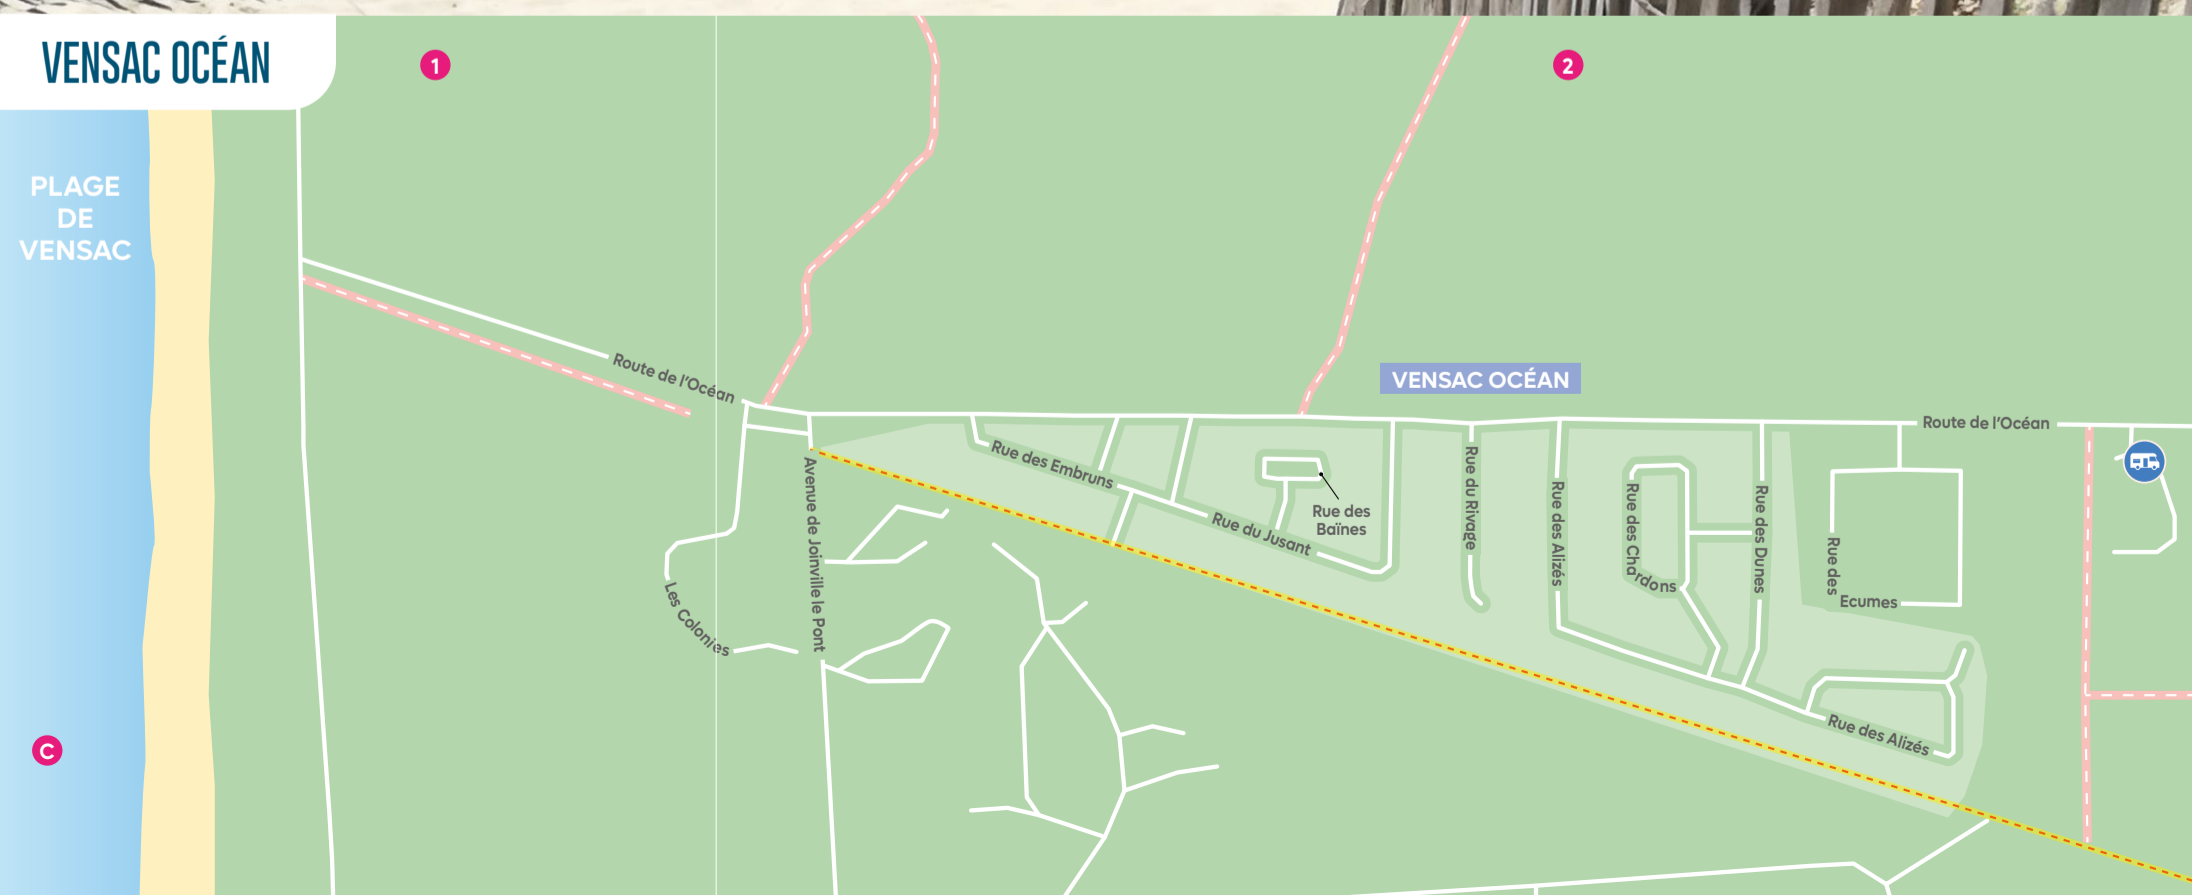 VENSAC OCÉAN
1
2
PLAGE
DE
VENSAC
Route de l'Océan
VENSAC OCÉAN
Route de l'Océan
Rue des Embruns
Avenue de Joinville le Pont
Rue du Jusant
Rue des
Baïnes
Rue du Rivage
Rue des Alizés
Rue des Chardons
Rue des Dunes
Rue des
Ecumes
Les Colonies
Rue des Alizés
C